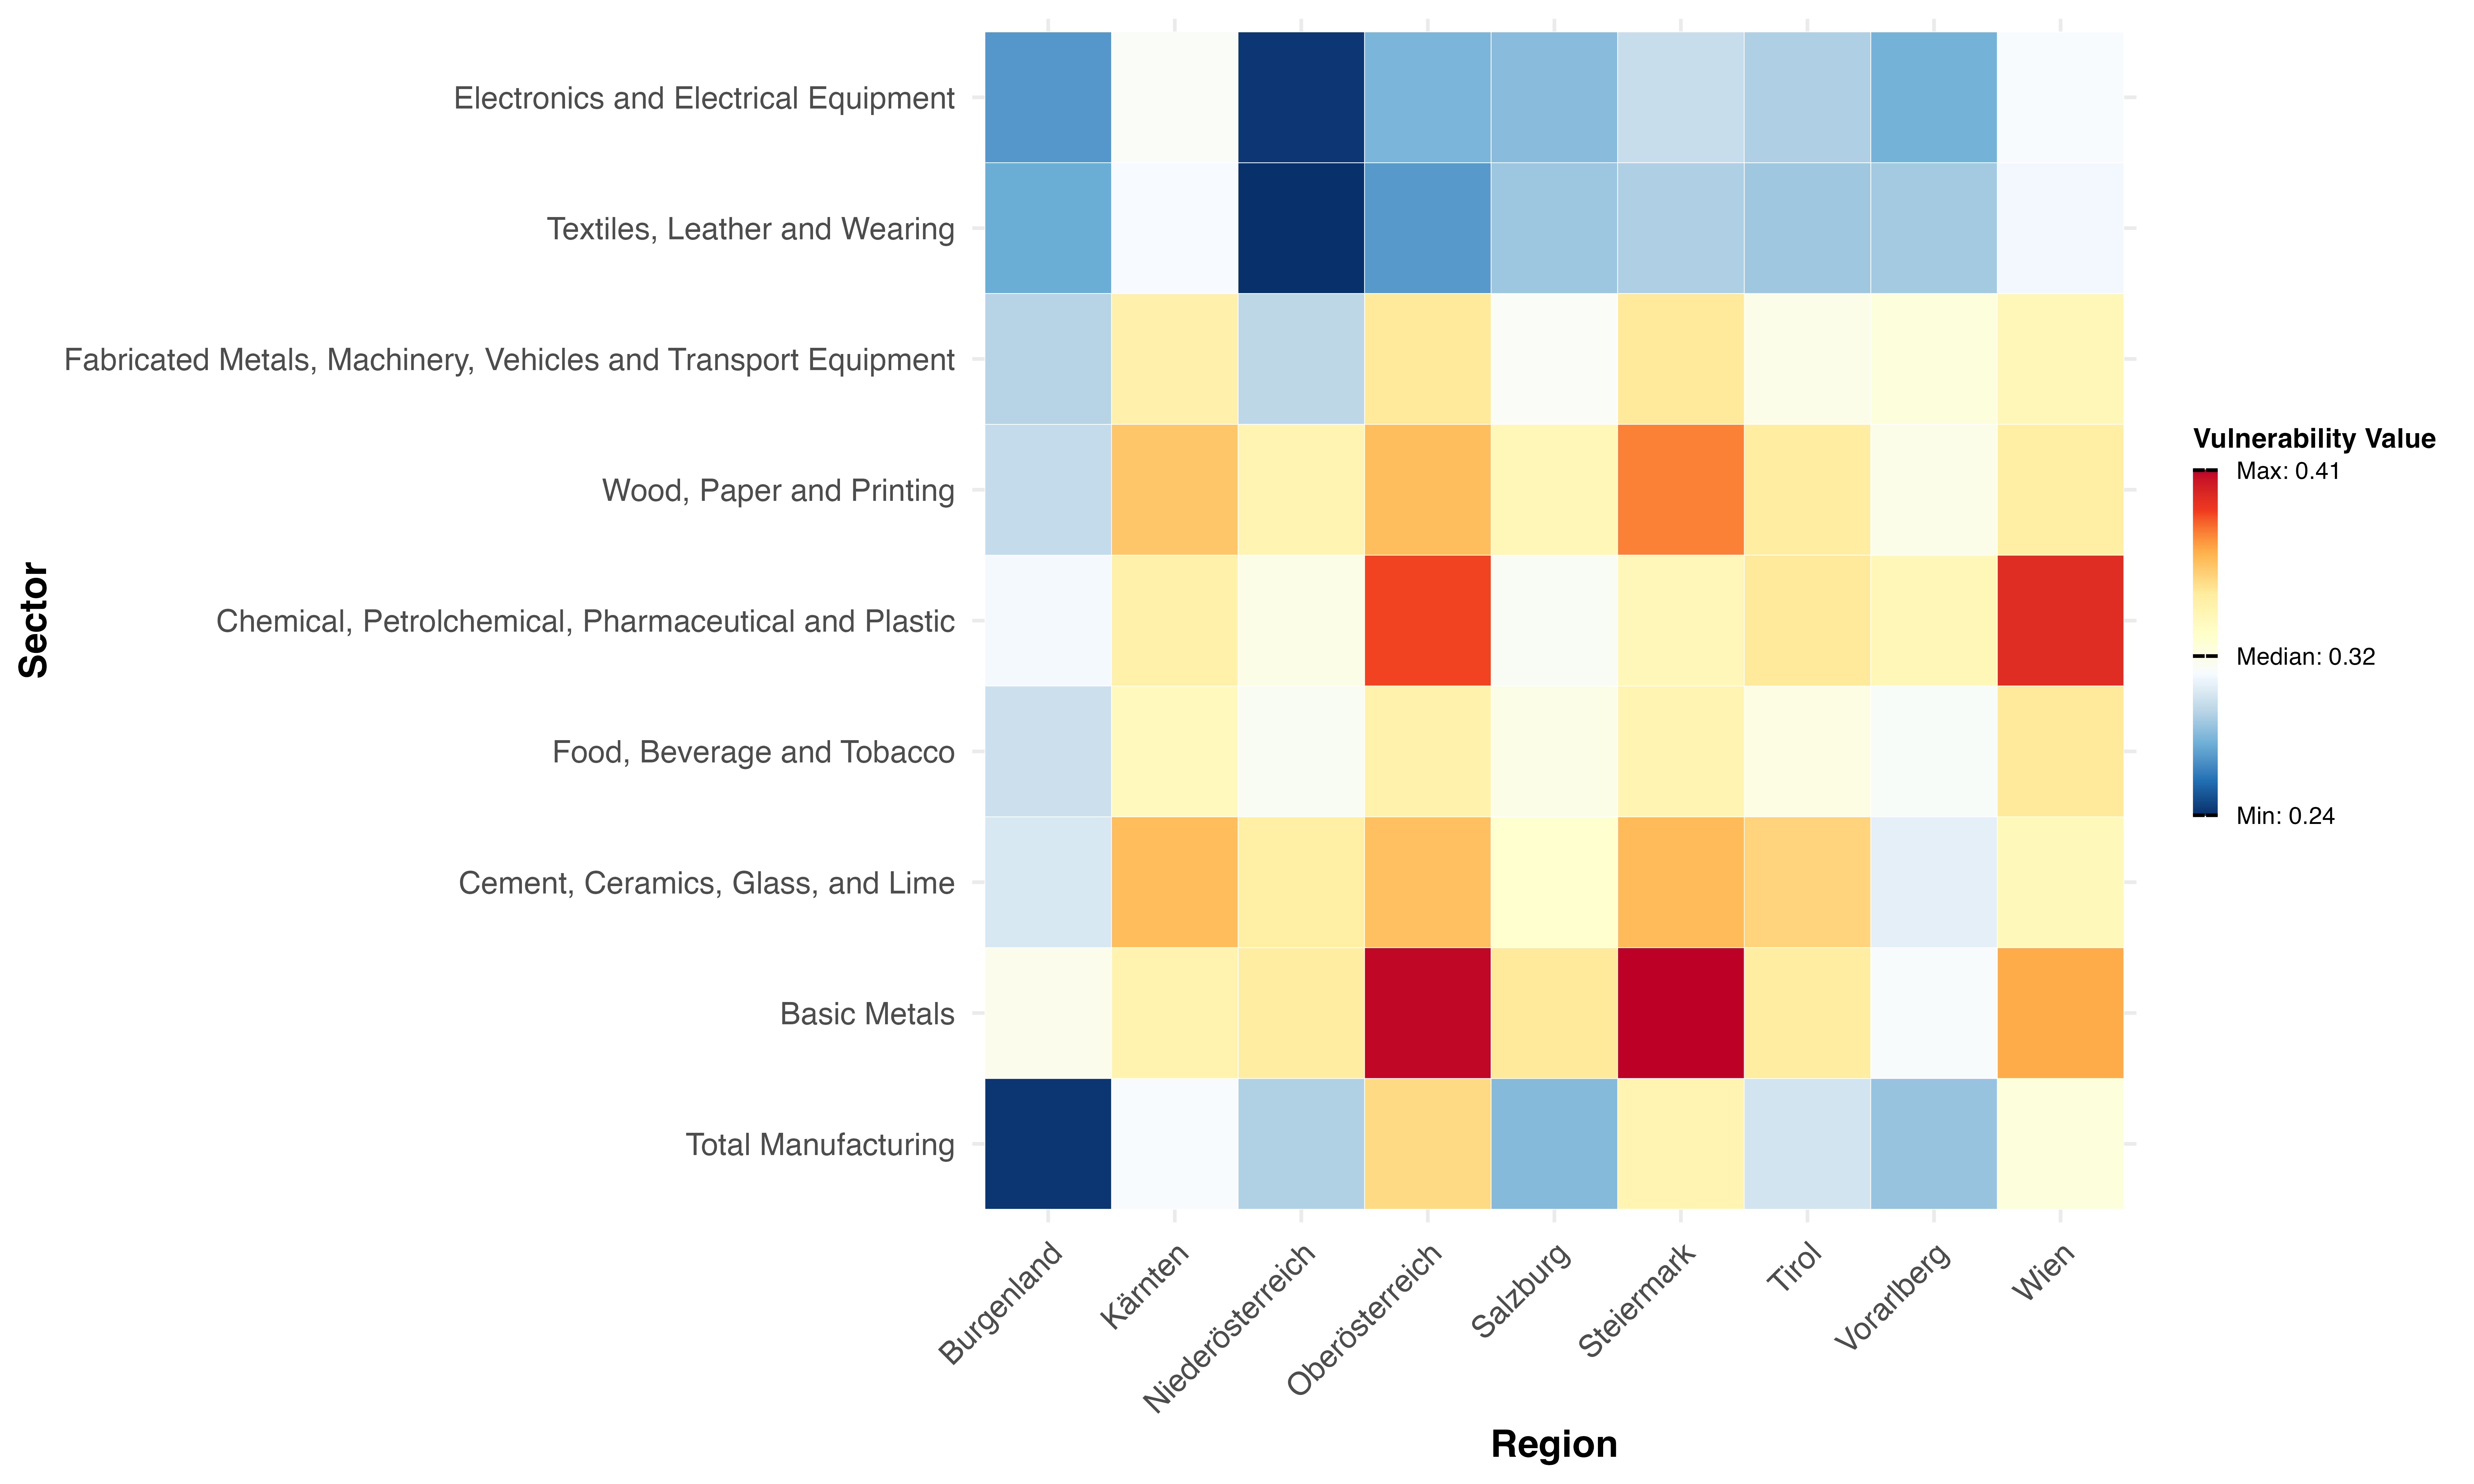 Electronics and Electrical Equipment
Textiles, Leather and Wearing
Fabricated Metals, Machinery, Vehicles and Transport Equipment
Wood, Paper and Printing
Chemical, Petrolchemical, Pharmaceutical and Plastic
Food, Beverage and Tobacco
Cement, Ceramics, Glass, and Lime
Basic Metals
Total Manufacturing
Sector
Burgenland
Kärnten
Niederösterreich
Oberösterreich
Salzburg
Steiermark
Tirol
Vorarlberg
Wien
Region
Vulnerability Value
Max: 0.41
Median: 0.32
Min: 0.24